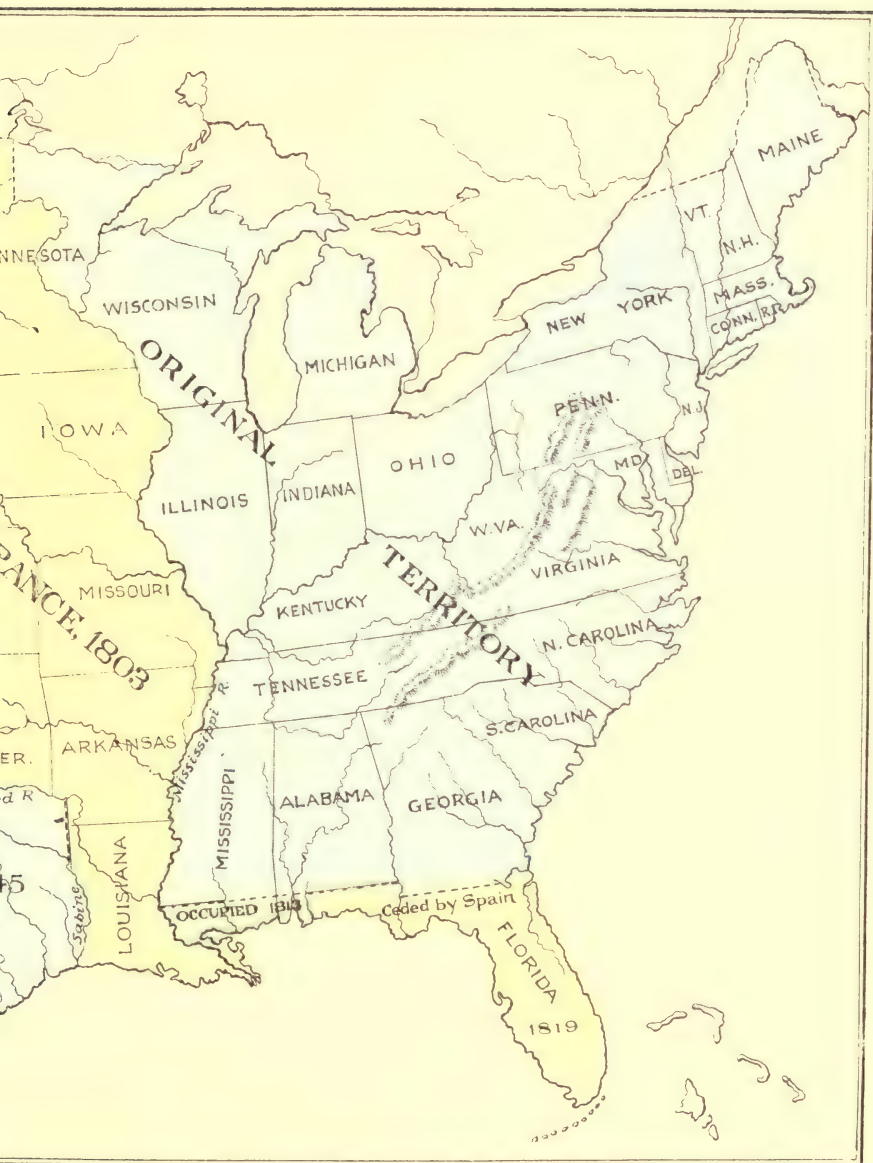 MAINE
VT.
N.H.
NNESOTA
WISCONSIN
MASS.
NEW YORK
CONN.
R.I.
MICHIGAN
ORIGINAL
PENN.
N.J.
IOWA
OHIO
MD.
DEL.
INDIANA
ILLINOIS
W.VA.
RANCE, 1803
TERRITORY
VIRGINIA
MISSOURI
KENTUCKY
N. CAROLINA
TENNESSEE
Mississippi R.
S. CAROLINA
ER.
ARKANSAS
d R
MISSISSIPPI
ALABAMA
GEORGIA
45
Sabine
LOUISIANA
OCCUPIED 1813
Ceded by Spain
FLORIDA
1819